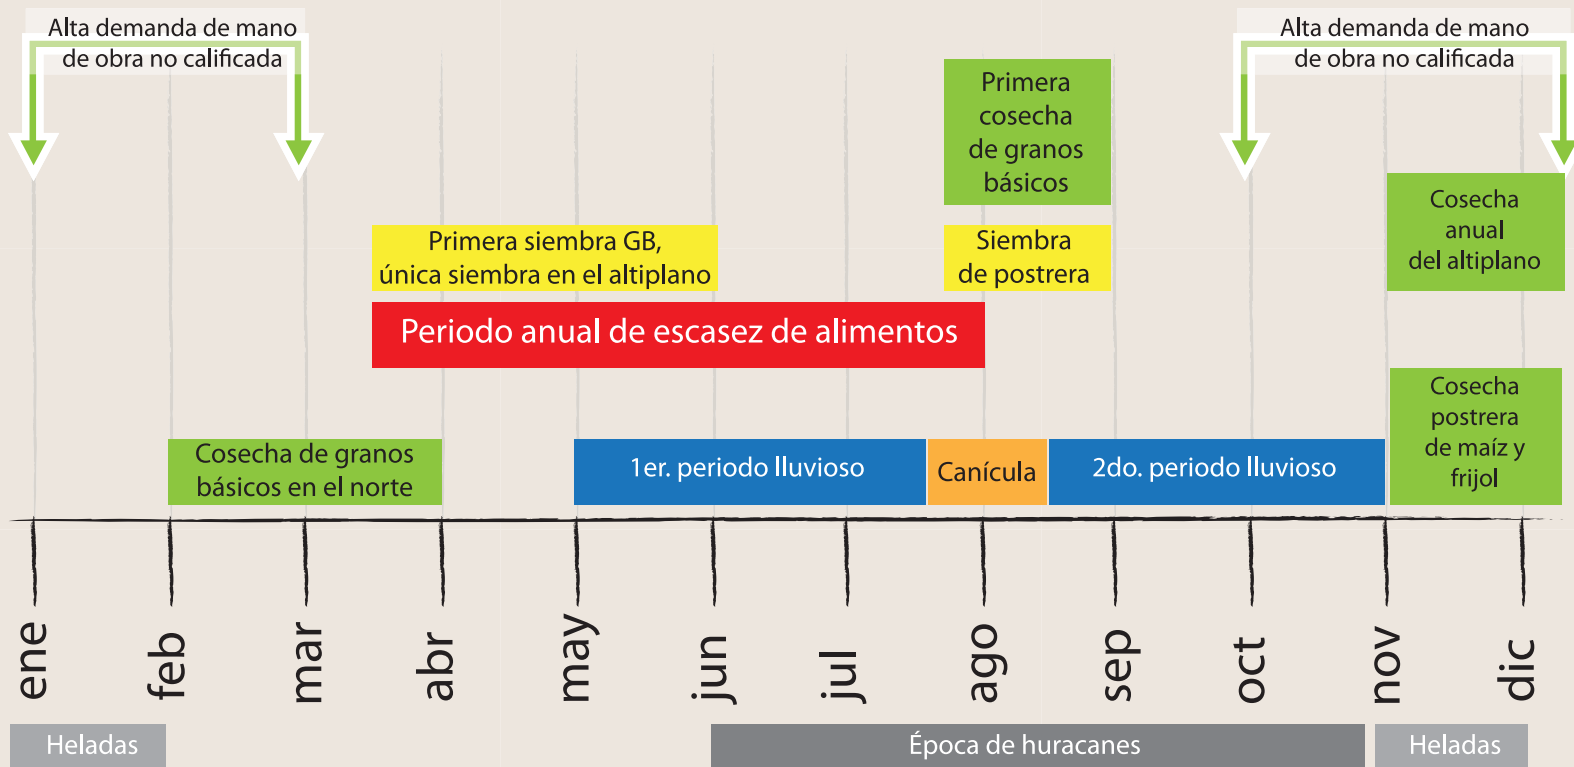 Alta demanda de mano
de obra no calificada
Alta demanda de mano
de obra no calificada
Primera
cosecha
de granos
básicos
Cosecha
anual
del altiplano
Primera siembra GB,
única siembra en el altiplano
Siembra
de postrera
Periodo anual de escasez de alimentos
Cosecha
postrera
de maíz y
frijol
Cosecha de granos
básicos en el norte
1er. periodo lluvioso
Canícula
2do. periodo lluvioso
ene
feb
mar
abr
may
jun
jul
ago
sep
oct
nov
dic
Heladas
Época de huracanes
Heladas